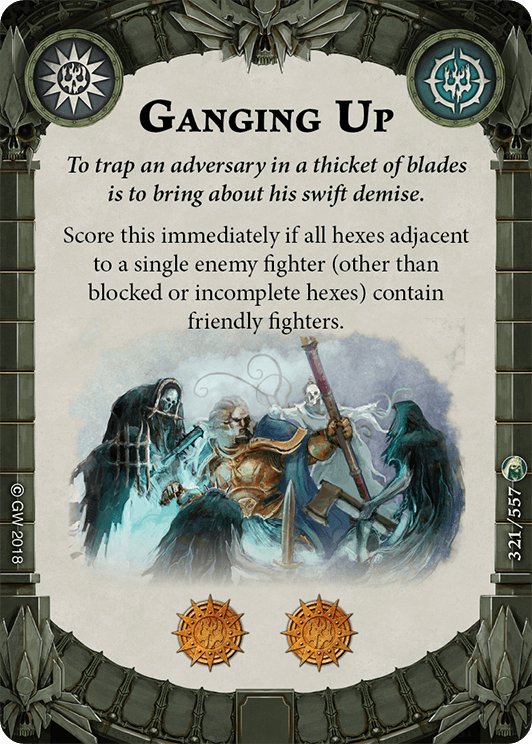 Ganging Up
To trap an adversary in a thicket of blades
is to bring about his swift demise.
Score this immediately if all hexes adjacent
to a single enemy fighter (other than
blocked or incomplete hexes) contain
friendly fighters.
© GW 2018
321/557